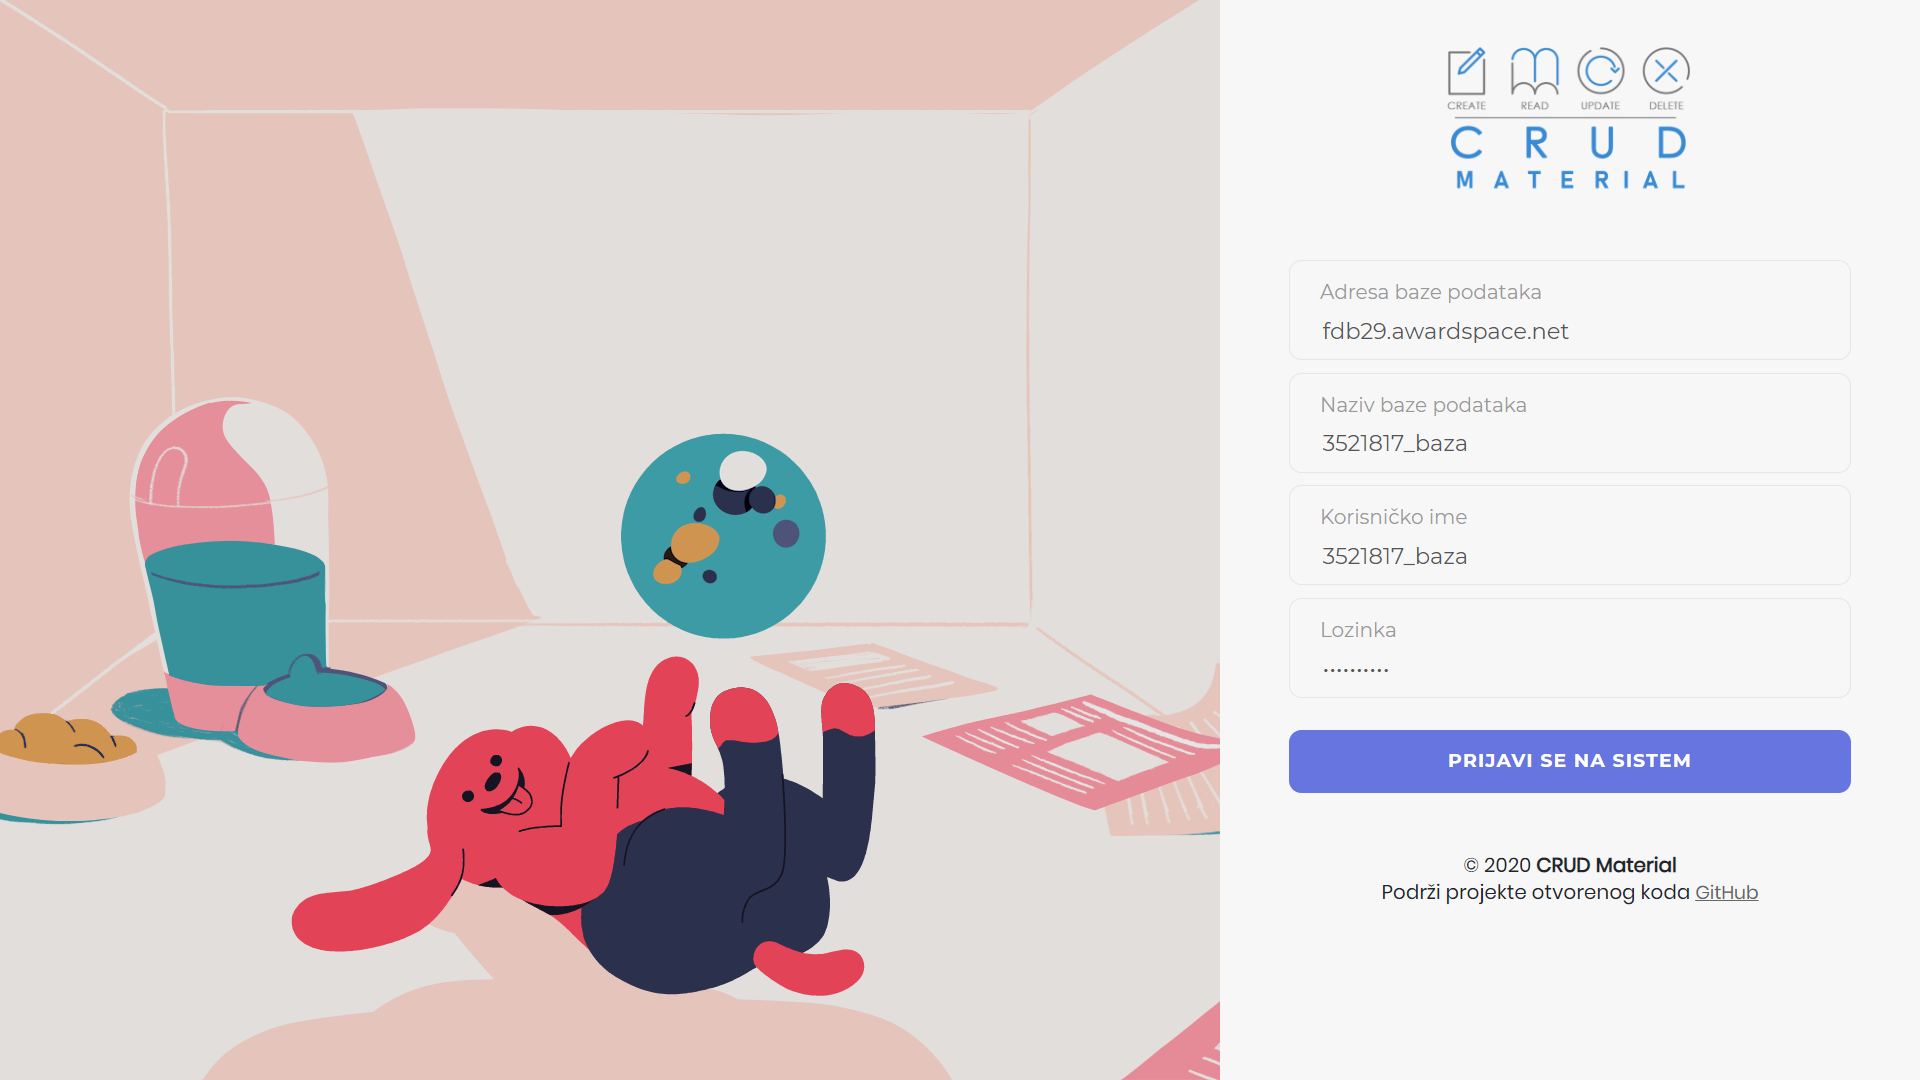 CREATE READ UPDATE DELETE
CRUD
MATERIAL
Adresa baze podataka
fdb29.awardspace.net
Naziv baze podataka
3521817_baza
Korisničko ime
3521817_baza
Lozinka
••••••••••
PRIJAVI SE NA SISTEM
© 2020 CRUD Material
Podrži projekte otvorenog koda GitHub